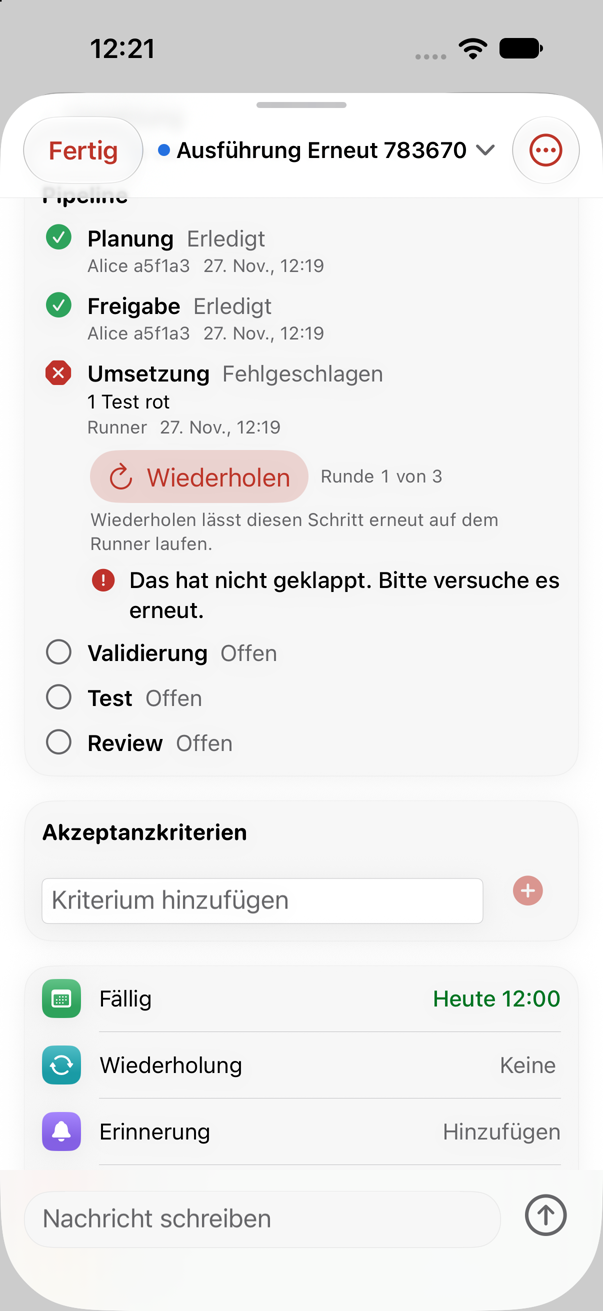 12:21
Fertig
Ausführung Erneut 783670
Pipeline
Planung Erledigt
Alice a5f1a3 27. Nov., 12:19
Freigabe Erledigt
Alice a5f1a3 27. Nov., 12:19
Umsetzung Fehlgeschlagen
1 Test rot
Runner 27. Nov., 12:19
Wiederholen Runde 1 von 3
Wiederholen lässt diesen Schritt erneut auf dem
Runner laufen.
Das hat nicht geklappt. Bitte versuche es
erneut.
Validierung Offen
Test Offen
Review Offen
Akzeptanzkriterien
Kriterium hinzufügen
Fällig Heute 12:00
Wiederholung Keine
Erinnerung Hinzufügen
Nachricht schreiben